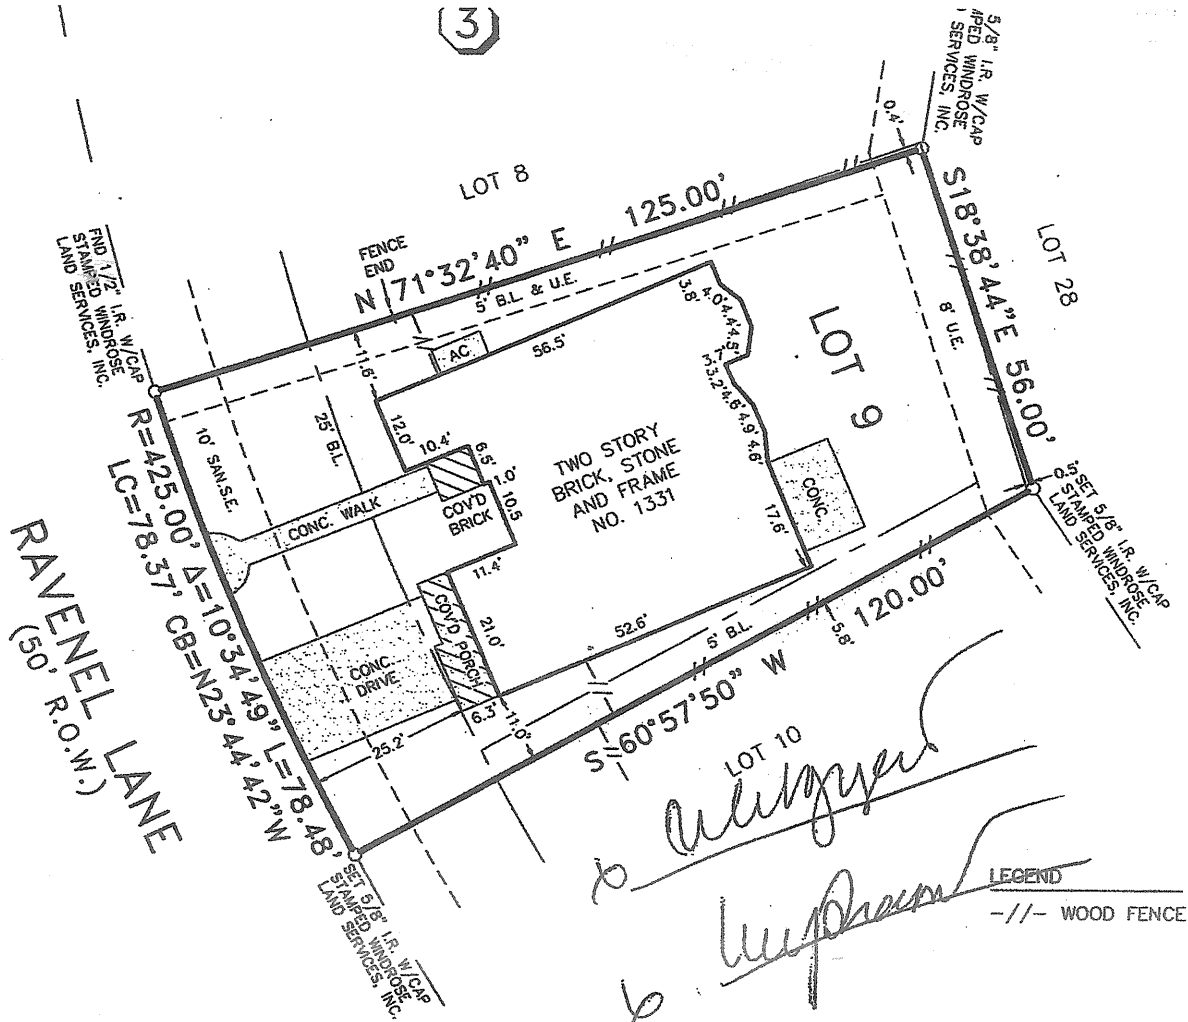 3
5/8" I.R. W/CAP
MPED WINDROSE
SERVICES, INC.
0.4'
LOT 8
125.00'
FENCE
END
N 71°32'40" E
5' B.L. & U.E.
S18°38'44"E 56.00'
LOT 28
8' U.E.
LOT 9
FND 1/2" I.R. W/CAP
STAMPED WINDROSE
LAND SERVICES, INC.
11.6'
AC
56.5'
3.8'
4.0'
4.4'
4.5'
3.7'
3.2'
4.6'
4.9'
4.6'
12.0'
10.4'
6.5'
1.0'
10.5
COV'D
BRICK
TWO STORY
BRICK, STONE
AND FRAME
NO. 1331
CONC.
17.6'
10' SAN.S.E.
25' B.L.
CONC. WALK
11.4'
COV'D PORCH
21.0'
52.6'
CONC.
DRIVE
6.3'
25.2'
11.0'
5' B.L.
5.8'
120.00'
S 60°57'50" W
0.5'
SET 5/8" I.R. W/CAP
STAMPED WINDROSE
LAND SERVICES, INC.
R=425.00' Δ=10°34'49" L=78.48'
LC=78.37' CB=N23°44'42"W
RAVENEL LANE
(50' R.O.W.)
LOT 10
SET 5/8" I.R. W/CAP
STAMPED WINDROSE
LAND SERVICES, INC.
LEGEND
-//- WOOD FENCE